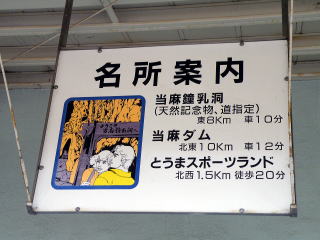 名所案内
当麻鐘乳洞
(天然記念物、道指定)
東8Km 車10分
当麻ダム
北東10Km 車12分
とうまスポーツランド
北西1.5Km 徒歩20分